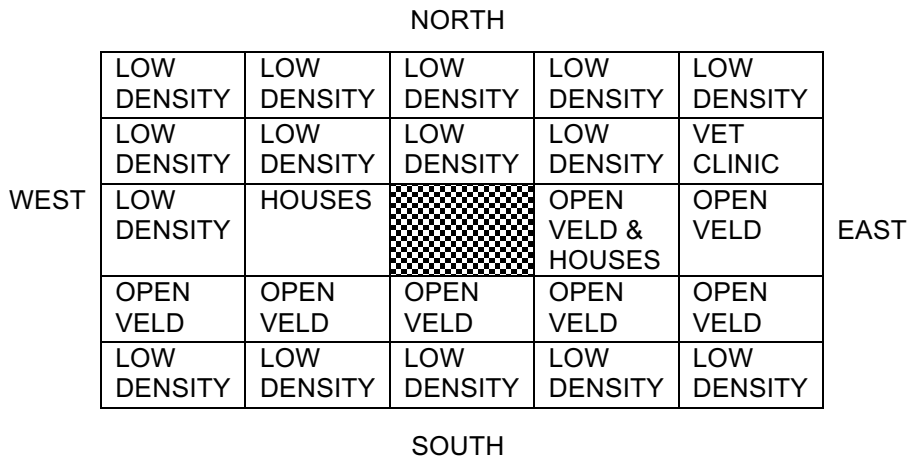 NORTH
LOW DENSITY LOW DENSITY LOW DENSITY LOW DENSITY LOW DENSITY
LOW DENSITY LOW DENSITY LOW DENSITY LOW DENSITY VET CLINIC
WEST LOW DENSITY HOUSES OPEN VELD & HOUSES OPEN VELD EAST
OPEN VELD OPEN VELD OPEN VELD OPEN VELD OPEN VELD
LOW DENSITY LOW DENSITY LOW DENSITY LOW DENSITY LOW DENSITY
SOUTH